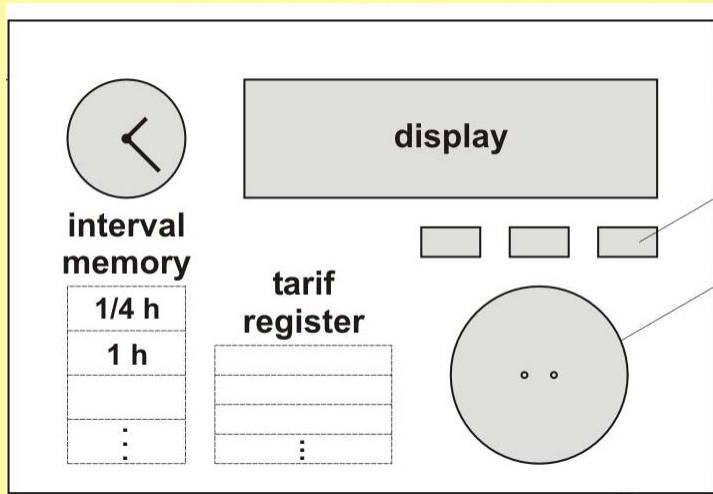 display
interval
memory
1/4 h
1 h
⋮
tarif
register
⋮